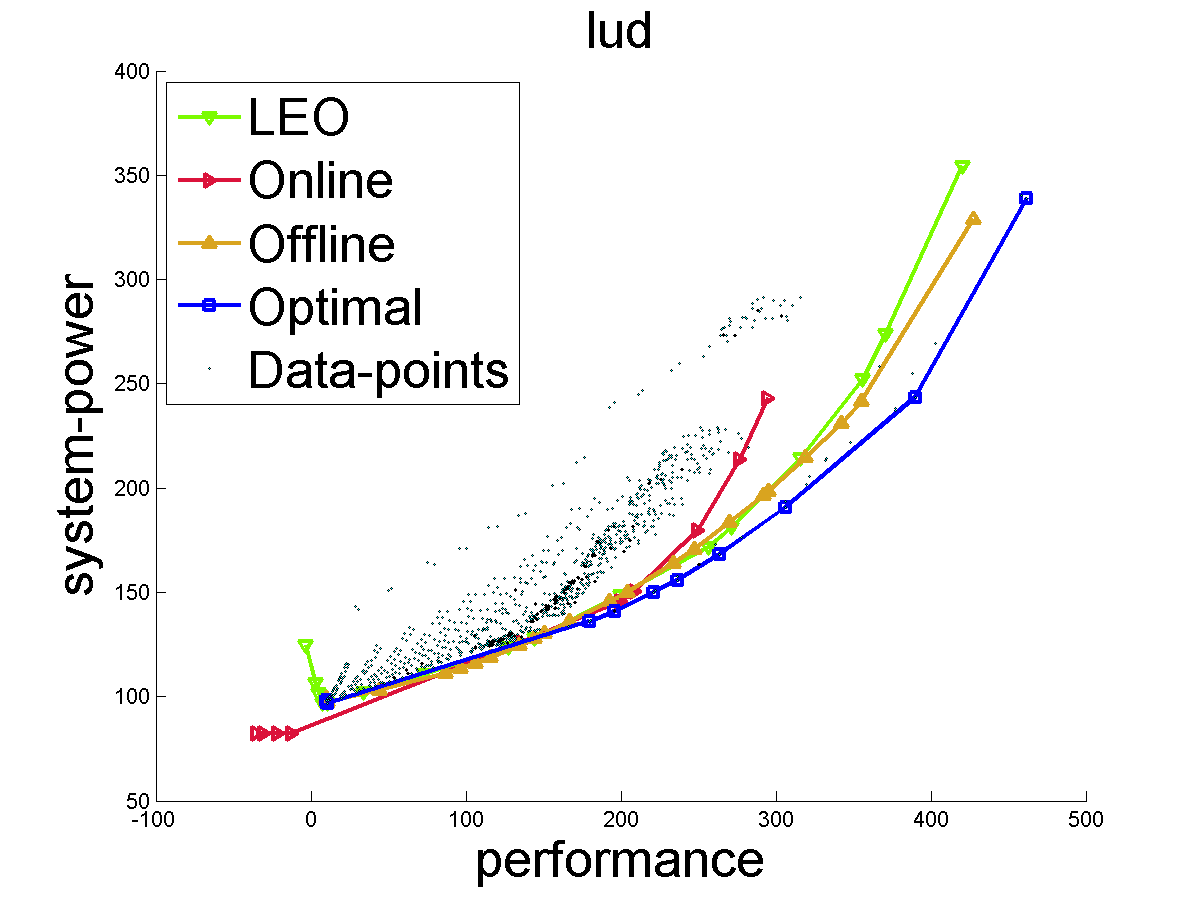 lud
400
350
300
250
200
150
100
50
LEO
Online
Offline
Optimal
Data-points
system-power
-100 0 100 200 300 400 500
performance